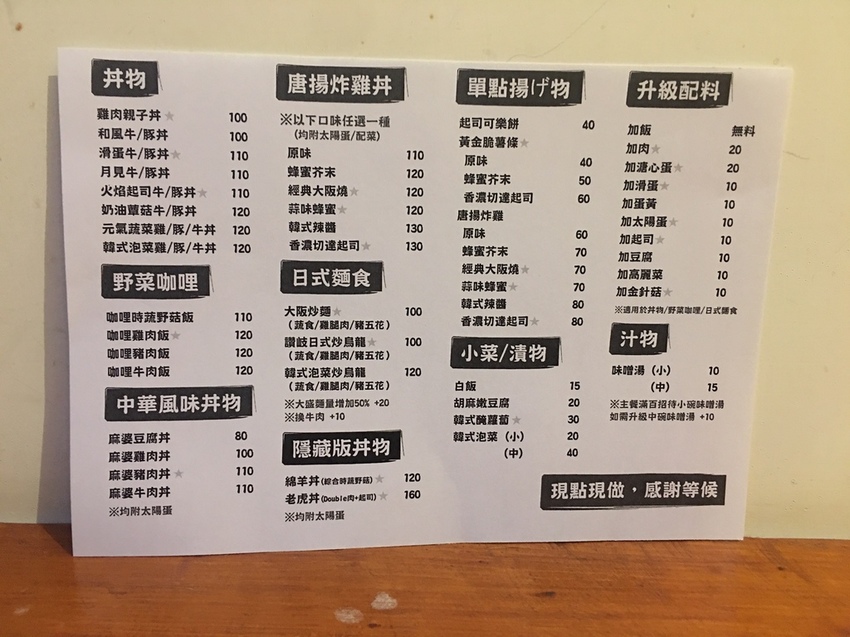 丼物
雞肉親子丼★ 100
和風牛/豚丼 100
滑蛋牛/豚丼★ 110
月見牛/豚丼 110
火焰起司牛/豚丼★ 110
奶油蕈菇牛/豚丼 120
元氣蔬菜雞/豚/牛丼 120
韓式泡菜雞/豚/牛丼 120
野菜咖哩
咖哩時蔬野菇飯 110
咖哩雞肉飯★ 120
咖哩豬肉飯 120
咖哩牛肉飯 120
中華風味丼物
麻婆豆腐丼 80
麻婆雞肉丼 100
麻婆豬肉丼★ 110
麻婆牛肉丼 110
※均附太陽蛋
唐揚炸雞丼
※以下口味任選一種
(均附太陽蛋/配菜)
原味 110
蜂蜜芥末 120
經典大阪燒★ 120
蒜味蜂蜜★ 120
韓式辣醬 130
香濃切達起司★ 130
日式麵食
大阪炒麵★ 100
(蔬食/雞腿肉/豬五花)
讚岐日式炒烏龍★ 100
(蔬食/雞腿肉/豬五花)
韓式泡菜炒烏龍 120
(蔬食/雞腿肉/豬五花)
※大盛麵量增加50% +20
※換牛肉 +10
隱藏版丼物
綿羊丼(綜合時蔬野菇)★ 120
老虎丼(Double肉+起司)★ 160
※均附太陽蛋
單點揚げ物
起司可樂餅 40
黃金脆薯條★
原味 40
蜂蜜芥末 50
香濃切達起司 60
唐揚炸雞
原味 60
蜂蜜芥末 70
經典大阪燒★ 70
蒜味蜂蜜★ 70
韓式辣醬 80
香濃切達起司★ 80
小菜/漬物
白飯 15
胡麻嫩豆腐 20
韓式醃蘿蔔★ 30
韓式泡菜(小) 20
(中) 40
升級配料
加飯 無料
加肉★ 20
加溏心蛋★ 20
加滑蛋★ 10
加蛋黃 10
加太陽蛋★ 10
加起司★ 10
加豆腐 10
加高麗菜 10
加金針菇★ 10
※適用於丼物/野菜咖哩/日式麵食
汁物
味噌湯(小) 10
(中) 15
※主餐滿百招待小碗味噌湯
如需升級中碗味噌湯 +10
現點現做，感謝等候